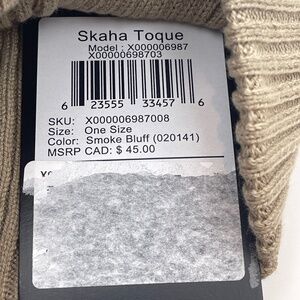 Skaha Toque
Model : X000006987
X00000698703
6 23555 33457 6
SKU: X000006987008
Size: One Size
Color: Smoke Bluff (020141)
MSRP CAD: $ 45.00